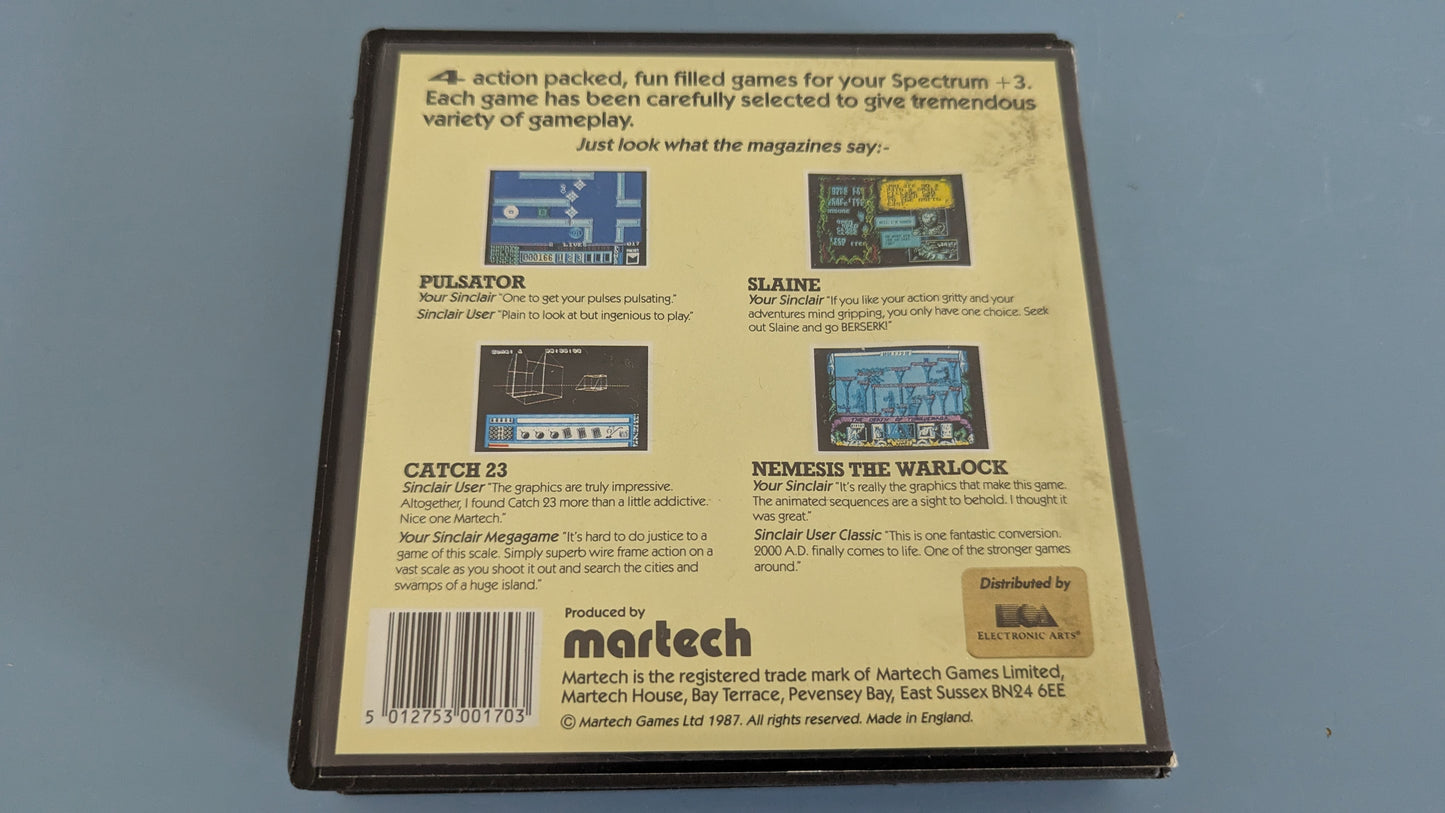 4 action packed, fun filled games for your Spectrum +3.
Each game has been carefully selected to give tremendous
variety of gameplay.
Just look what the magazines say:-
PULSATOR
Your Sinclair "One to get your pulses pulsating."
Sinclair User "Plain to look at but ingenious to play."
SLAINE
Your Sinclair "If you like your action gritty and your
adventures mind gripping, you only have one choice. Seek
out Slaine and go BERSERK!"
CATCH 23
Sinclair User "The graphics are truly impressive.
Altogether, I found Catch 23 more than a little addictive.
Nice one Martech."
Your Sinclair Megagame "It's hard to do justice to a
game of this scale. Simply superb wire frame action on a
vast scale as you shoot it out and search the cities and
swamps of a huge island."
NEMESIS THE WARLOCK
Your Sinclair "It's really the graphics that make this game.
The animated sequences are a sight to behold. I thought it
was great."
Sinclair User Classic "This is one fantastic conversion.
2000 A.D. finally comes to life. One of the stronger games
around."
Distributed by
ELECTRONIC ARTS®
Produced by
martech
Martech is the registered trade mark of Martech Games Limited,
Martech House, Bay Terrace, Pevensey Bay, East Sussex BN24 6EE
© Martech Games Ltd 1987. All rights reserved. Made in England.
5 012753 001703